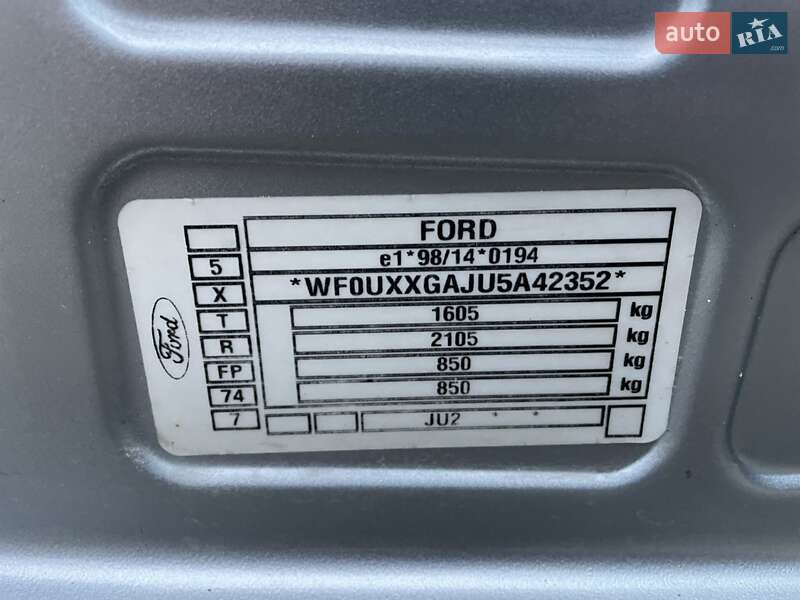 auto RIA
.com
FORD
e1*98/14*0194
*WF0UXXGAJU5A42352*
1605 kg
2105 kg
850 kg
850 kg
5
X
T
R
FP
74
7
JU2 * *
Ford